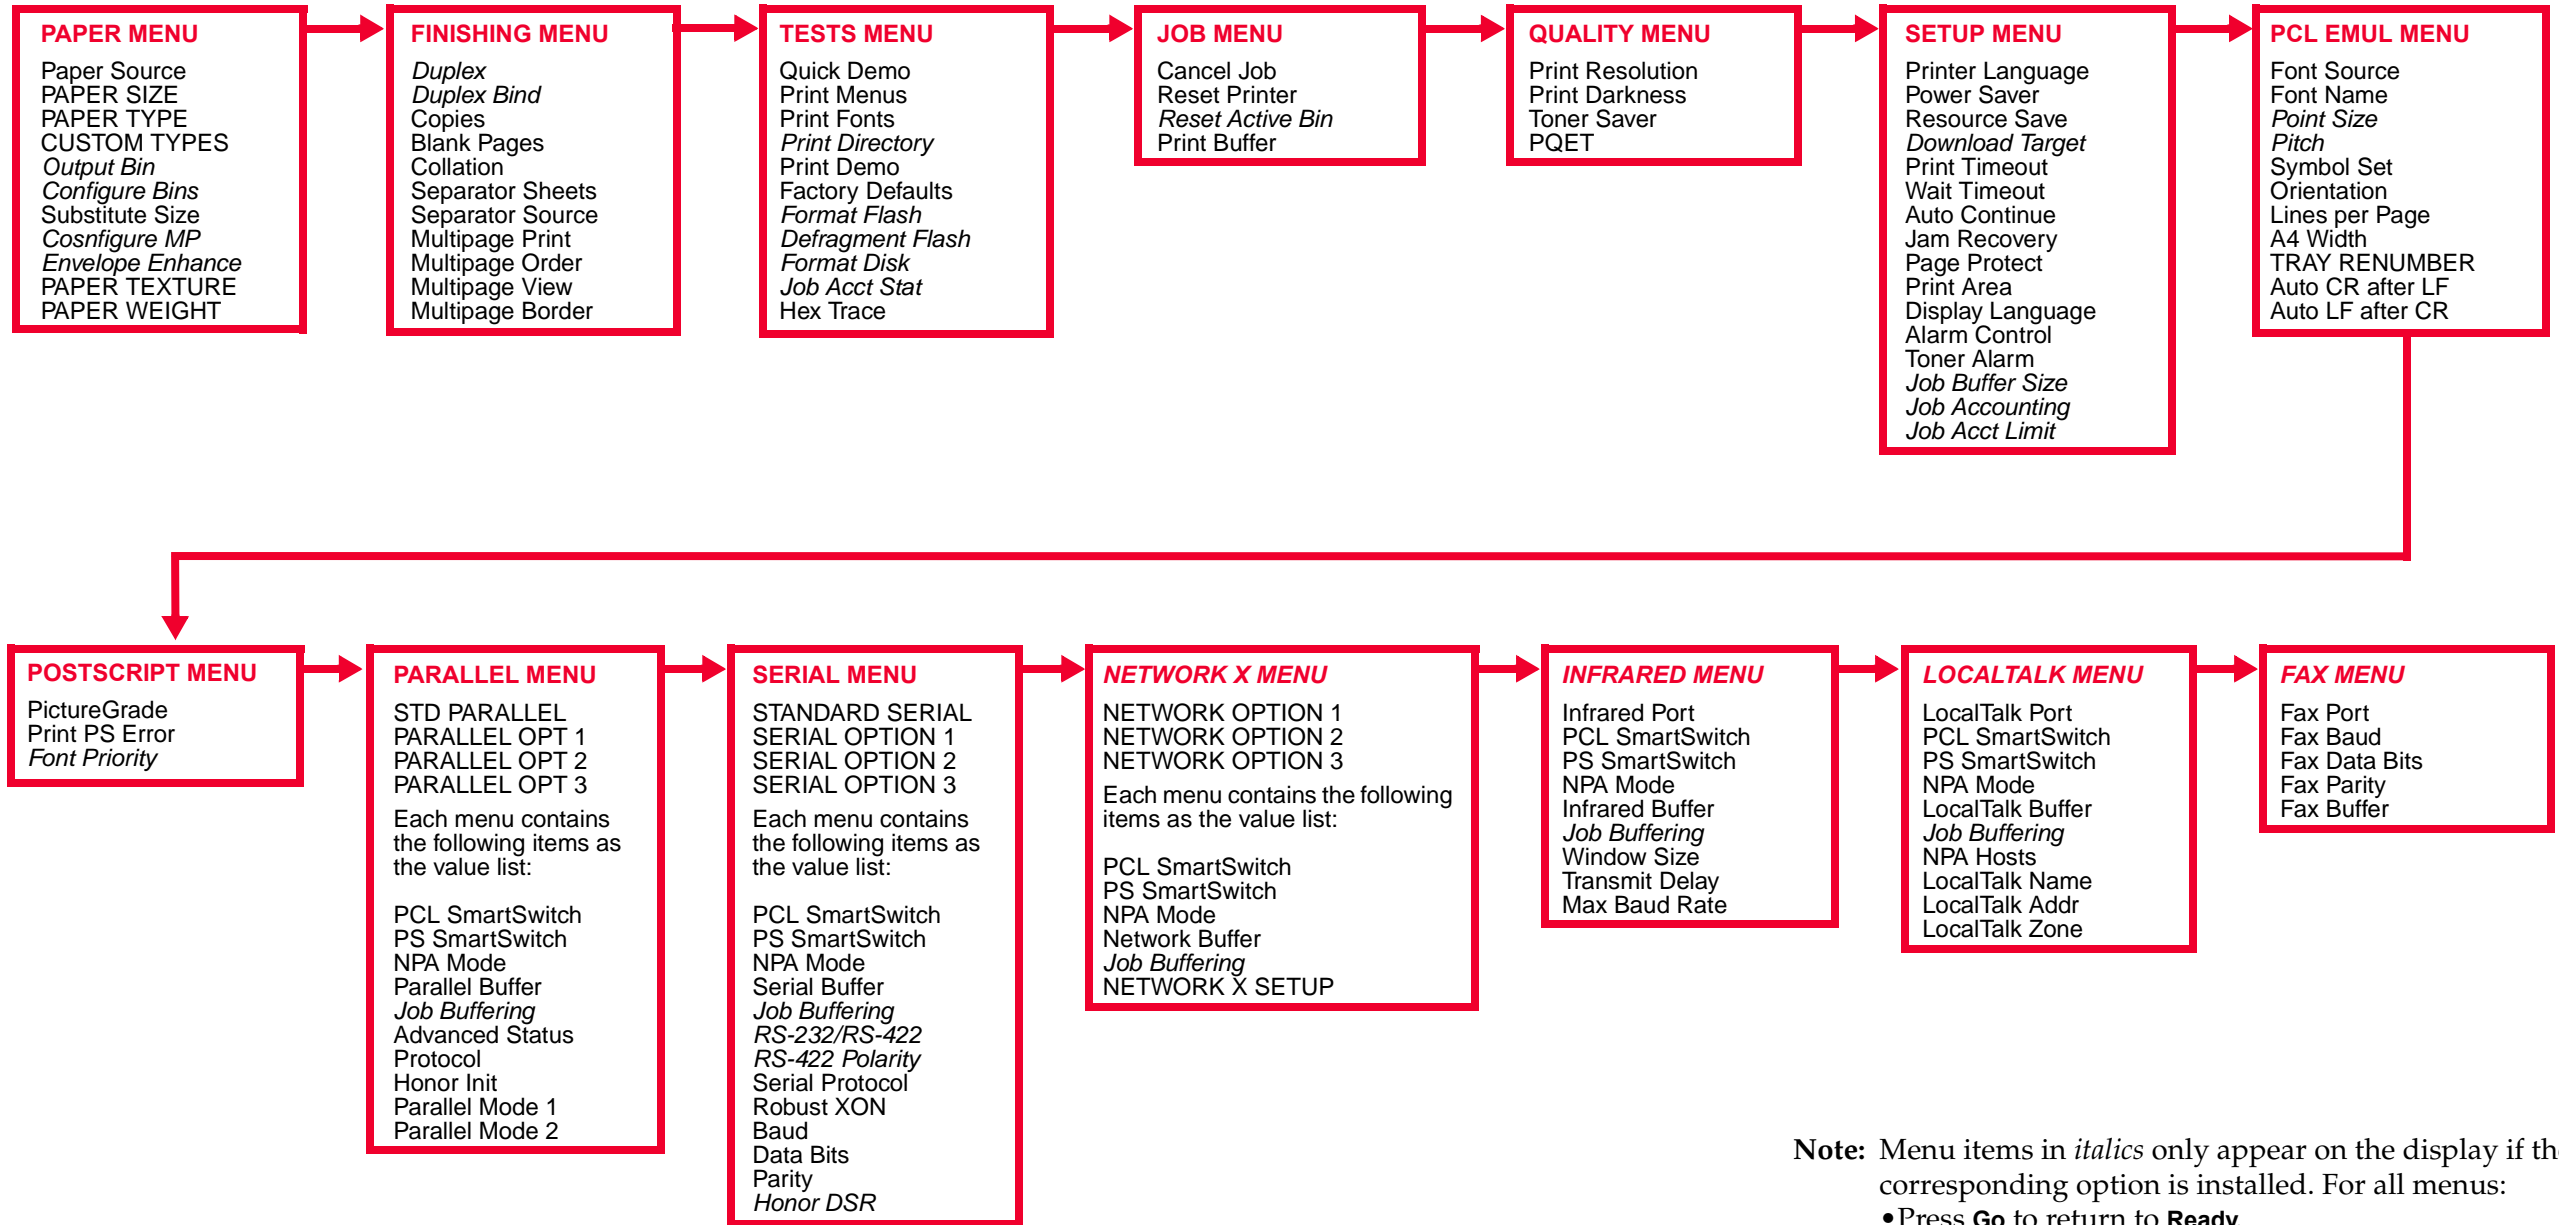 PAPER MENU
Paper Source
PAPER SIZE
PAPER TYPE
CUSTOM TYPES
Output Bin
Configure Bins
Substitute Size
Cosnfigure MP
Envelope Enhance
PAPER TEXTURE
PAPER WEIGHT
FINISHING MENU
Duplex
Duplex Bind
Copies
Blank Pages
Collation
Separator Sheets
Separator Source
Multipage Print
Multipage Order
Multipage View
Multipage Border
TESTS MENU
Quick Demo
Print Menus
Print Fonts
Print Directory
Print Demo
Factory Defaults
Format Flash
Defragment Flash
Format Disk
Job Acct Stat
Hex Trace
JOB MENU
Cancel Job
Reset Printer
Reset Active Bin
Print Buffer
QUALITY MENU
Print Resolution
Print Darkness
Toner Saver
PQET
SETUP MENU
Printer Language
Power Saver
Resource Save
Download Target
Print Timeout
Wait Timeout
Auto Continue
Jam Recovery
Page Protect
Print Area
Display Language
Alarm Control
Toner Alarm
Job Buffer Size
Job Accounting
Job Acct Limit
PCL EMUL MENU
Font Source
Font Name
Point Size
Pitch
Symbol Set
Orientation
Lines per Page
A4 Width
TRAY RENUMBER
Auto CR after LF
Auto LF after CR
POSTSCRIPT MENU
PictureGrade
Print PS Error
Font Priority
PARALLEL MENU
STD PARALLEL
PARALLEL OPT 1
PARALLEL OPT 2
PARALLEL OPT 3
Each menu contains
the following items as
the value list:
PCL SmartSwitch
PS SmartSwitch
NPA Mode
Parallel Buffer
Job Buffering
Advanced Status
Protocol
Honor Init
Parallel Mode 1
Parallel Mode 2
SERIAL MENU
STANDARD SERIAL
SERIAL OPTION 1
SERIAL OPTION 2
SERIAL OPTION 3
Each menu contains
the following items as
the value list:
PCL SmartSwitch
PS SmartSwitch
NPA Mode
Serial Buffer
Job Buffering
RS-232/RS-422
RS-422 Polarity
Serial Protocol
Robust XON
Baud
Data Bits
Parity
Honor DSR
NETWORK X MENU
NETWORK OPTION 1
NETWORK OPTION 2
NETWORK OPTION 3
Each menu contains the following
items as the value list:
PCL SmartSwitch
PS SmartSwitch
NPA Mode
Network Buffer
Job Buffering
NETWORK X SETUP
INFRARED MENU
Infrared Port
PCL SmartSwitch
PS SmartSwitch
NPA Mode
Infrared Buffer
Job Buffering
Window Size
Transmit Delay
Max Baud Rate
LOCALTALK MENU
LocalTalk Port
PCL SmartSwitch
PS SmartSwitch
NPA Mode
LocalTalk Buffer
Job Buffering
NPA Hosts
LocalTalk Name
LocalTalk Addr
LocalTalk Zone
FAX MENU
Fax Port
Fax Baud
Fax Data Bits
Fax Parity
Fax Buffer
Note: Menu items in italics only appear on the display if
corresponding option is installed. For all menus:
•Press Go to return to Ready